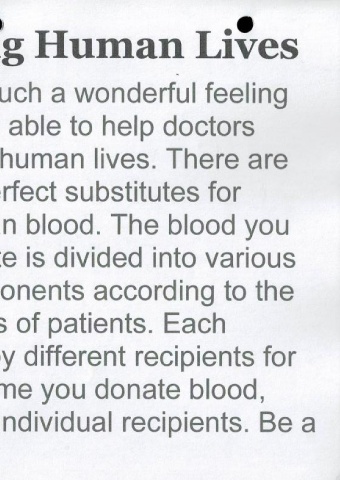 g Human Lives
uch a wonderful feeling
able to help doctors
human lives. There are
rfect substitutes for
n blood. The blood you
te is divided into various
onents according to the
s of patients. Each
by different recipients for
me you donate blood,
ndividual recipients. Be a